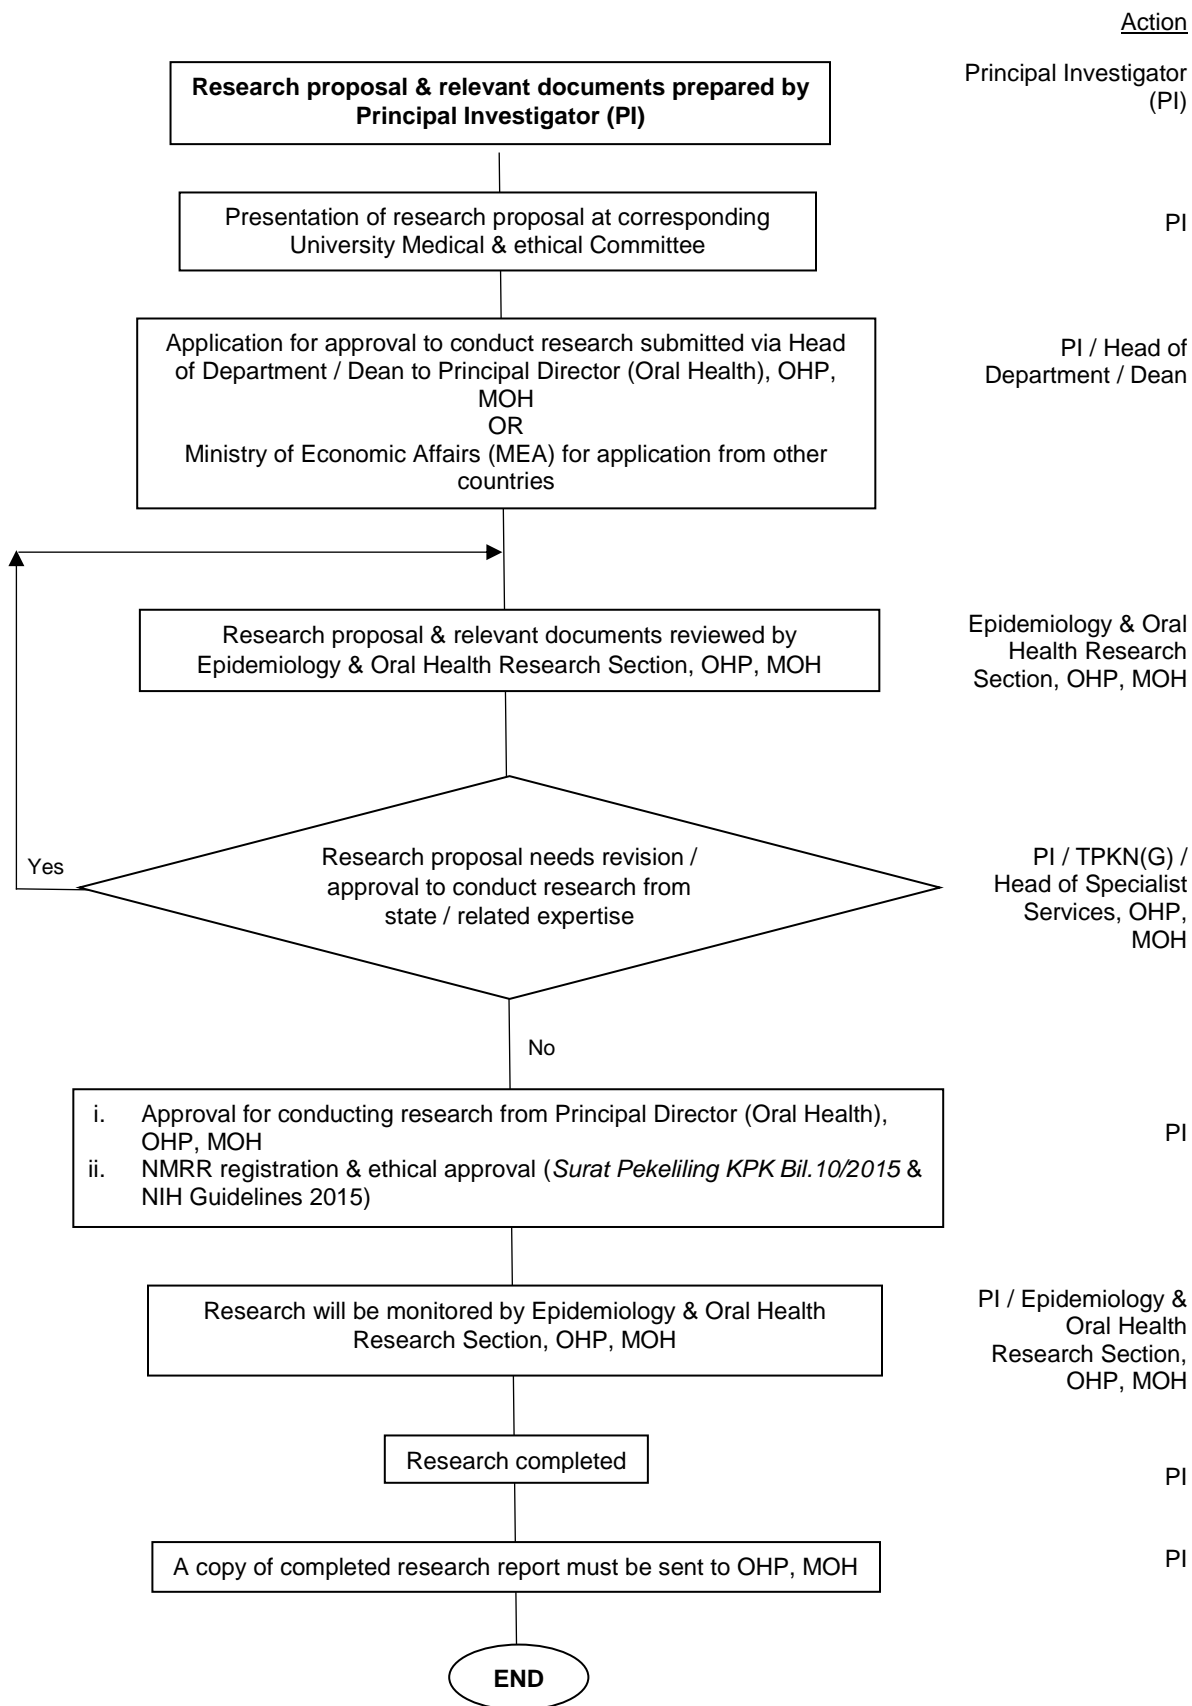 Action
Research proposal & relevant documents prepared by
Principal Investigator (PI)
Principal Investigator
(PI)
Presentation of research proposal at corresponding
University Medical & ethical Committee
PI
Application for approval to conduct research submitted via Head
of Department / Dean to Principal Director (Oral Health), OHP,
MOH
OR
Ministry of Economic Affairs (MEA) for application from other
countries
PI / Head of
Department / Dean
Research proposal & relevant documents reviewed by
Epidemiology & Oral Health Research Section, OHP, MOH
Epidemiology & Oral
Health Research
Section, OHP, MOH
Yes
Research proposal needs revision /
approval to conduct research from
state / related expertise
PI / TPKN(G) /
Head of Specialist
Services, OHP,
MOH
No
i. Approval for conducting research from Principal Director (Oral Health),
OHP, MOH
ii. NMRR registration & ethical approval (Surat Pekeliling KPK Bil.10/2015 &
NIH Guidelines 2015)
PI
Research will be monitored by Epidemiology & Oral Health
Research Section, OHP, MOH
PI / Epidemiology &
Oral Health
Research Section,
OHP, MOH
Research completed
PI
A copy of completed research report must be sent to OHP, MOH
PI
END